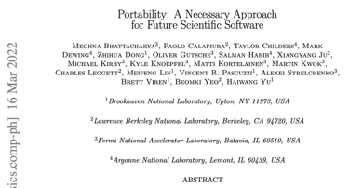 Portability: A Necessary Approach
for Future Scientific Software
Meghna Bhattacharya³, Paolo Calafiura², Taylor Childers⁴, Mark
Dewing⁴, Zhihua Dong¹, Oliver Gutsche³, Salman Habib⁴, Xiangyang Ju²,
Michael Kirby³, Kyle Knoepfel³, Matti Kortelainen³, Martin Kwok³,
Charles Leggett², Meifeng Lin¹, Vincent R. Pascuzzi¹, Alexei Strelchenko³,
Brett Viren¹, Beomki Yeo², Haiwang Yu¹
¹Brookhaven National Laboratory, Upton, NY 11973, USA
²Lawrence Berkeley National Laboratory, Berkeley, CA 94720, USA
³Fermi National Accelerator Laboratory, Batavia, IL 60510, USA
⁴Argonne National Laboratory, Lemont, IL 60439, USA
ABSTRACT
ics.comp-ph] 16 Mar 2022